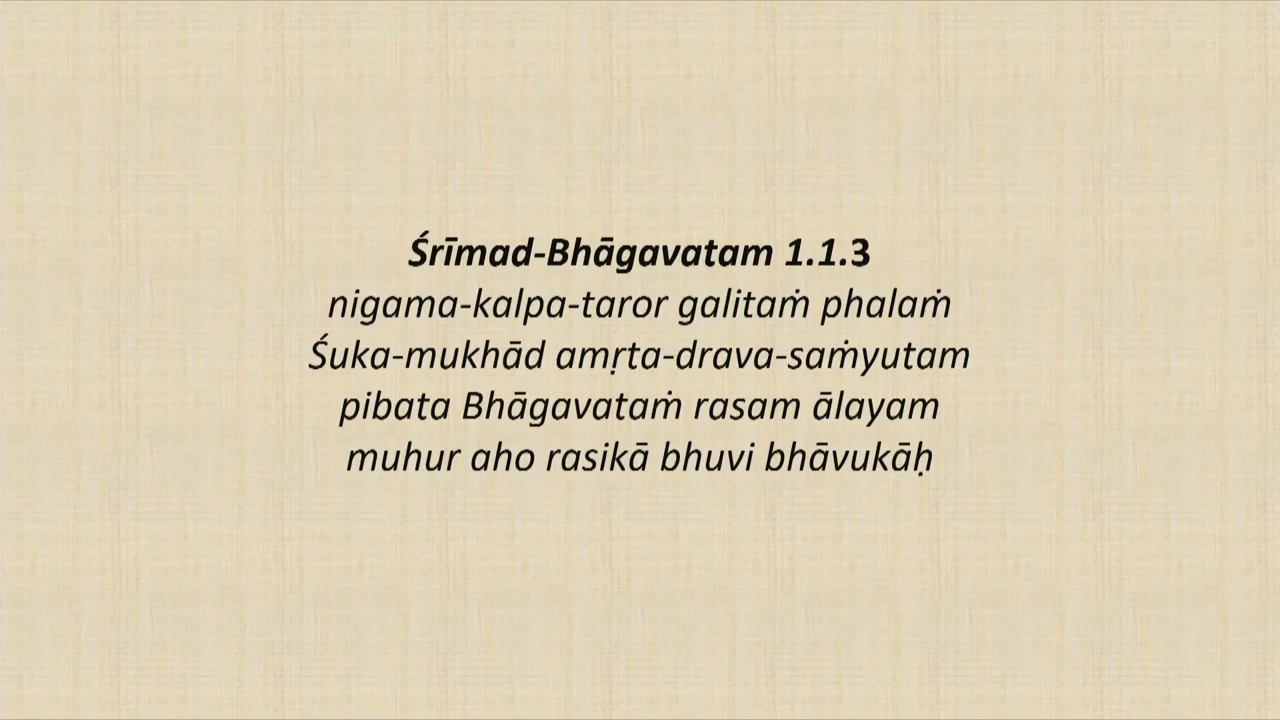 Śrīmad-Bhāgavatam 1.1.3
nigama-kalpa-taror galitaṁ phalaṁ
Śuka-mukhād amṛta-drava-saṁyutam
pibata Bhāgavataṁ rasam ālayam
muhur aho rasikā bhuvi bhāvukāḥ